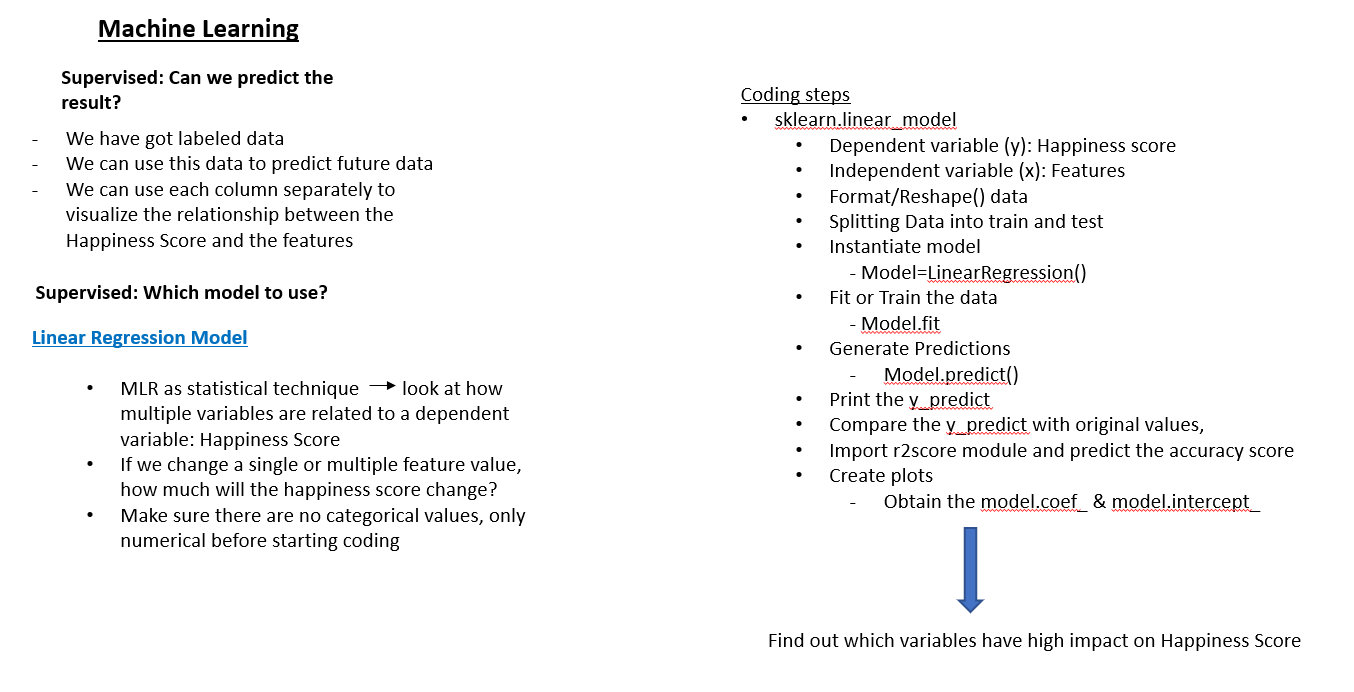 Machine Learning
Supervised: Can we predict the
result?
- We have got labeled data
- We can use this data to predict future data
- We can use each column separately to
visualize the relationship between the
Happiness Score and the features
Supervised: Which model to use?
Linear Regression Model
• MLR as statistical technique → look at how
multiple variables are related to a dependent
variable: Happiness Score
• If we change a single or multiple feature value,
how much will the happiness score change?
• Make sure there are no categorical values, only
numerical before starting coding
Coding steps
• sklearn.linear_model
• Dependent variable (y): Happiness score
• Independent variable (x): Features
• Format/Reshape() data
• Splitting Data into train and test
• Instantiate model
- Model=LinearRegression()
• Fit or Train the data
- Model.fit
• Generate Predictions
- Model.predict()
• Print the y_predict
• Compare the y_predict with original values,
• Import r2score module and predict the accuracy score
• Create plots
- Obtain the model.coef_ & model.intercept_
Find out which variables have high impact on Happiness Score